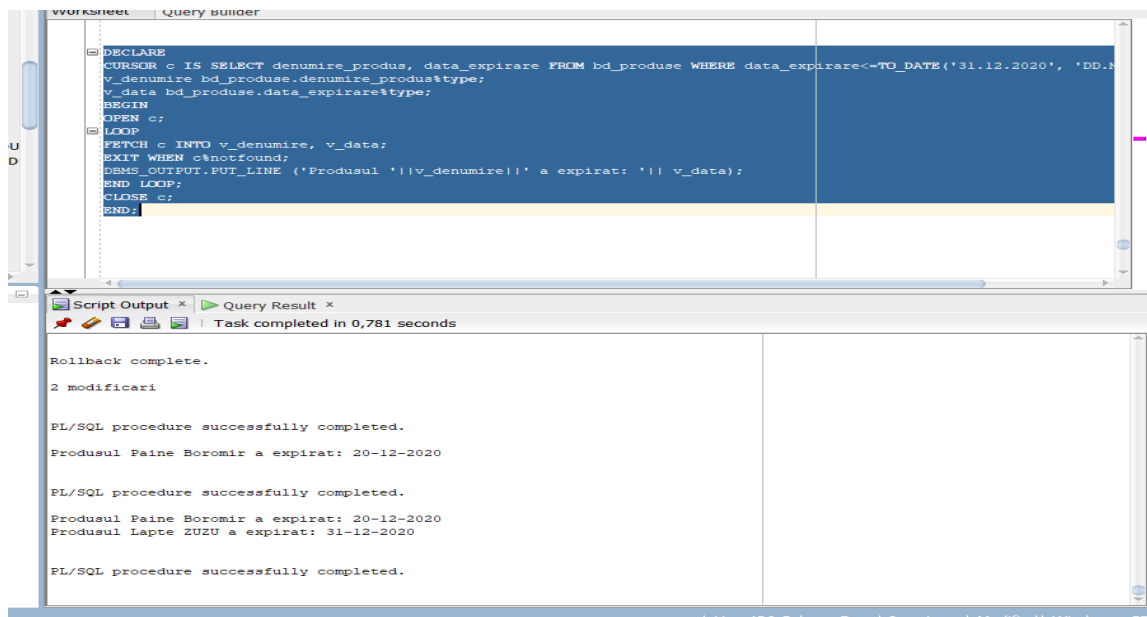 Worksheet Query Builder
DECLARE
CURSOR c IS SELECT denumire_produs, data_expirare FROM bd_produse WHERE data_expirare<=TO_DATE('31.12.2020', 'DD.M
v_denumire bd_produse.denumire_produs%type;
v_data bd_produse.data_expirare%type;
BEGIN
OPEN c;
LOOP
FETCH c INTO v_denumire, v_data;
EXIT WHEN c%notfound;
DBMS_OUTPUT.PUT_LINE ('Produsul '||v_denumire||' a expirat: '|| v_data);
END LOOP;
CLOSE c;
END;
Script Output × Query Result ×
Task completed in 0,781 seconds
Rollback complete.
2 modificari
PL/SQL procedure successfully completed.
Produsul Paine Boromir a expirat: 20-12-2020
PL/SQL procedure successfully completed.
Produsul Paine Boromir a expirat: 20-12-2020
Produsul Lapte ZUZU a expirat: 31-12-2020
PL/SQL procedure successfully completed.